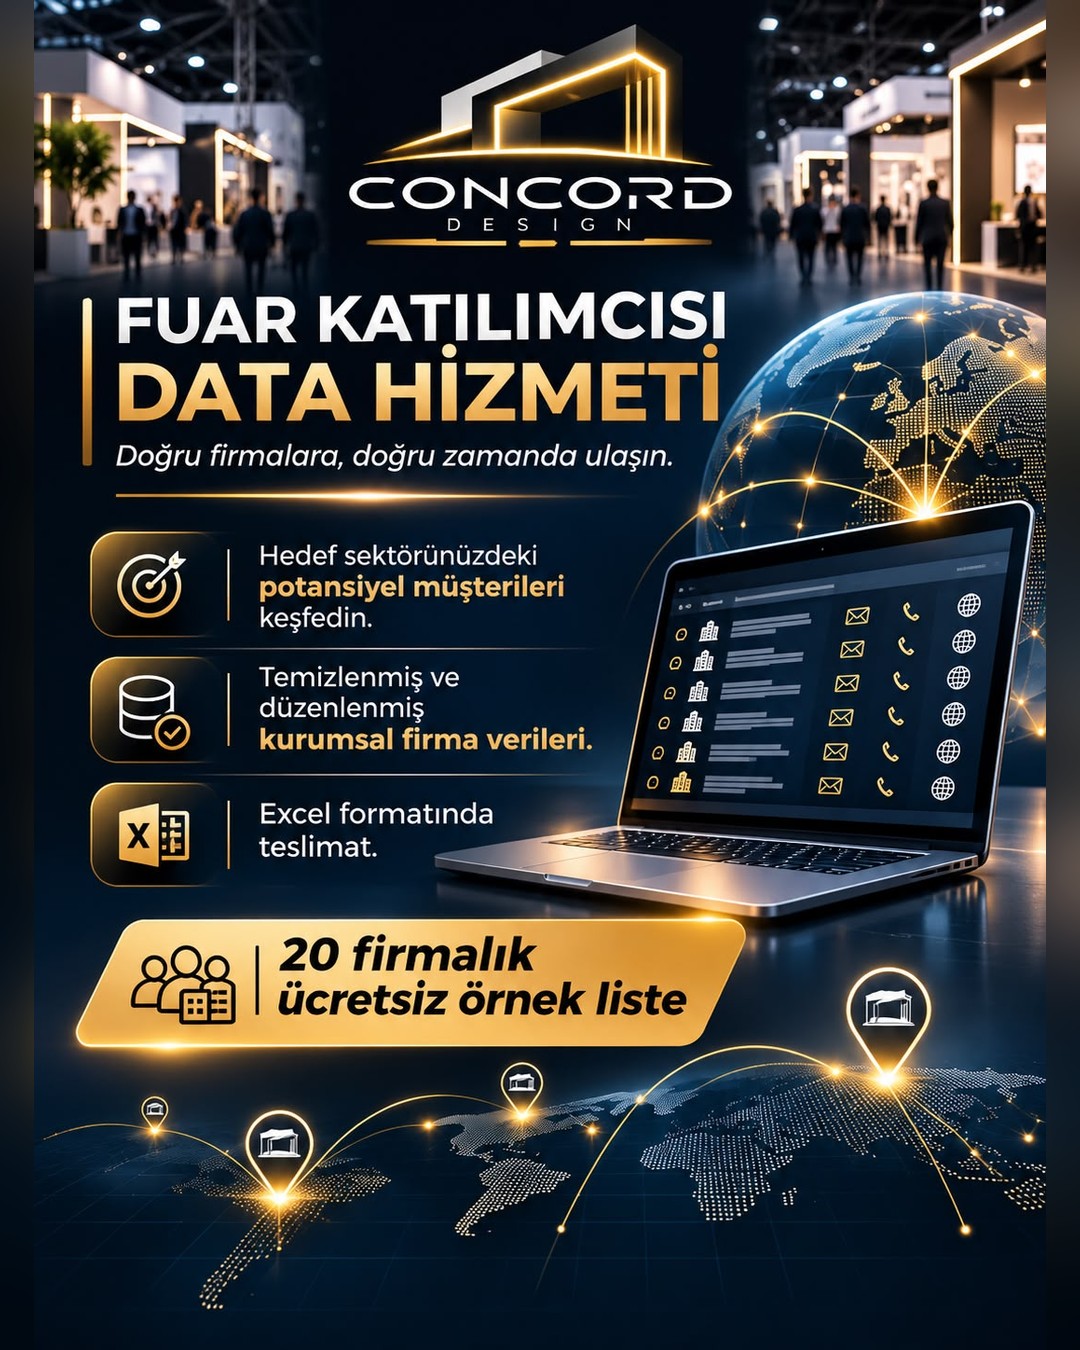 CONCORD
DESIGN
FUAR KATILIMCISI
DATA HİZMETİ
Doğru firmalara, doğru zamanda ulaşın.
Hedef sektörünüzdeki
potansiyel müşterileri
keşfedin.
Temizlenmiş ve
düzenlenmiş
kurumsal firma verileri.
X
Excel formatında
teslimat.
20 firmalık
ücretsiz örnek liste